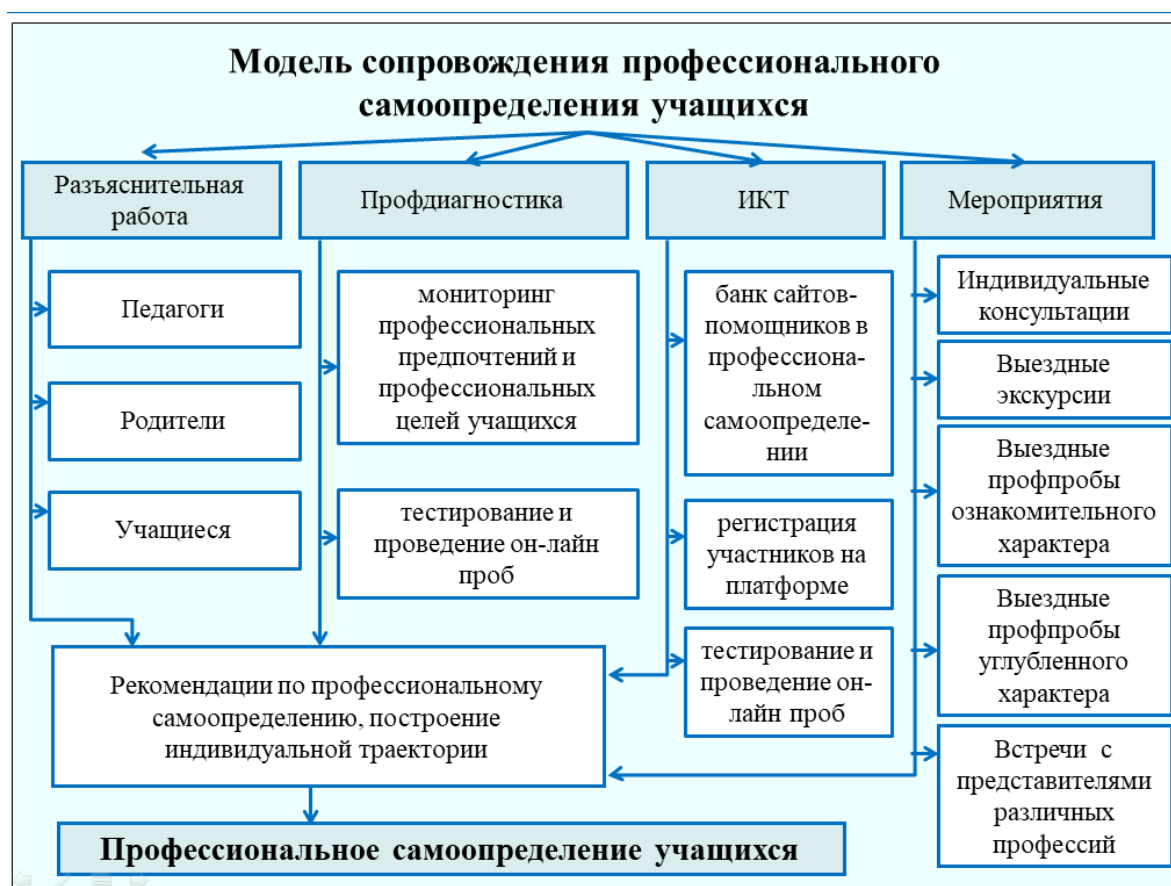 Модель сопровождения профессионального
самоопределения учащихся
Разъяснительная
работа
Профдиагностика
ИКТ
Мероприятия
Педагоги
Родители
Учащиеся
мониторинг
профессиональных
предпочтений и
профессиональных
целей учащихся
тестирование и
проведение он-лайн
проб
банк сайтов-
помощников в
профессиона-
льном
самоопределе-
нии
регистрация
участников на
платформе
тестирование и
проведение он-
лайн проб
Индивидуальные
консультации
Выездные
экскурсии
Выездные
профпробы
ознакомительного
характера
Выездные
профпробы
углубленного
характера
Встречи с
представителями
различных
профессий
Рекомендации по профессиональному
самоопределению, построение
индивидуальной траектории
Профессиональное самоопределение учащихся